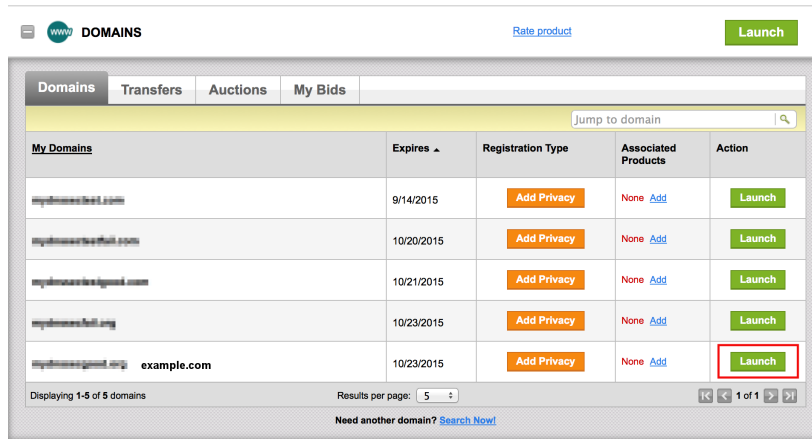 www DOMAINS Rate product Launch
Domains Transfers Auctions My Bids
Jump to domain
My Domains Expires Registration Type Associated Products Action
9/14/2015 Add Privacy None Add Launch
10/20/2015 Add Privacy None Add Launch
10/21/2015 Add Privacy None Add Launch
10/23/2015 Add Privacy None Add Launch
example.com 10/23/2015 Add Privacy None Add Launch
Displaying 1-5 of 5 domains Results per page: 5 1 of 1
Need another domain? Search Now!